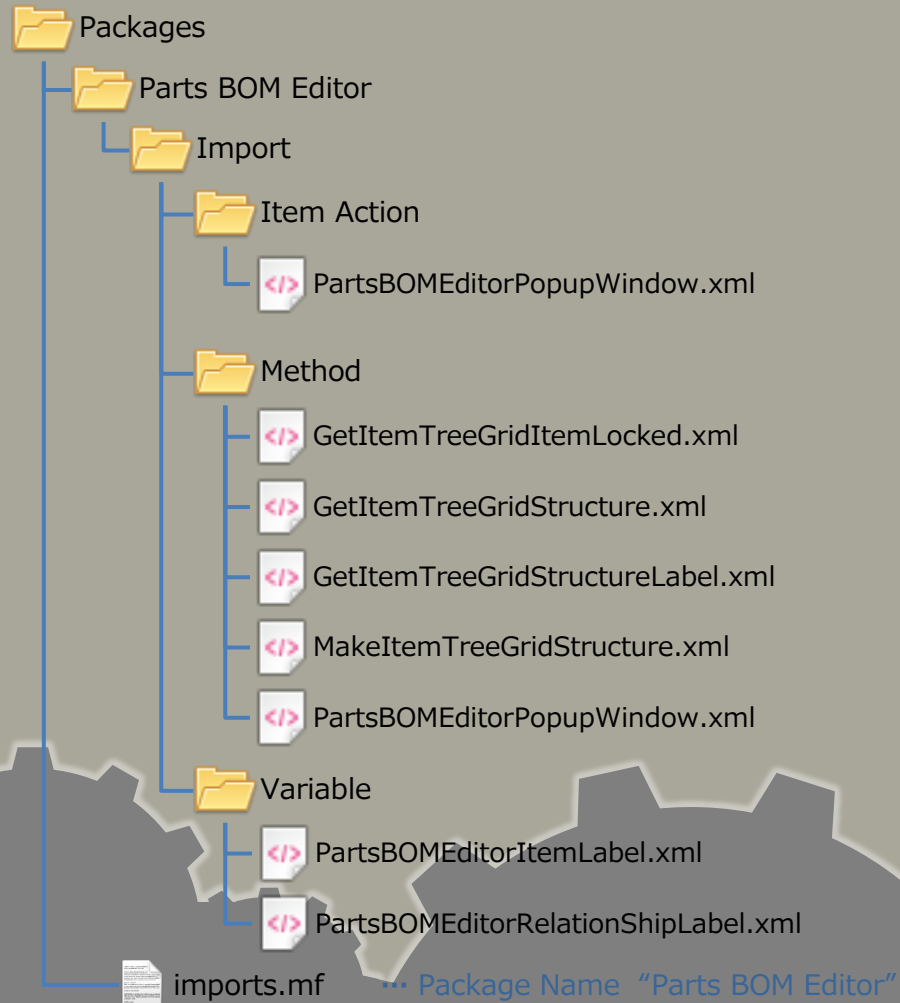 Packages
Parts BOM Editor
Import
Item Action
</> PartsBOMEditorPopupWindow.xml
Method
</> GetItemTreeGridItemLocked.xml
</> GetItemTreeGridStructure.xml
</> GetItemTreeGridStructureLabel.xml
</> MakeItemTreeGridStructure.xml
</> PartsBOMEditorPopupWindow.xml
Variable
</> PartsBOMEditorItemLabel.xml
</> PartsBOMEditorRelationShipLabel.xml
imports.mf … Package Name “Parts BOM Editor”